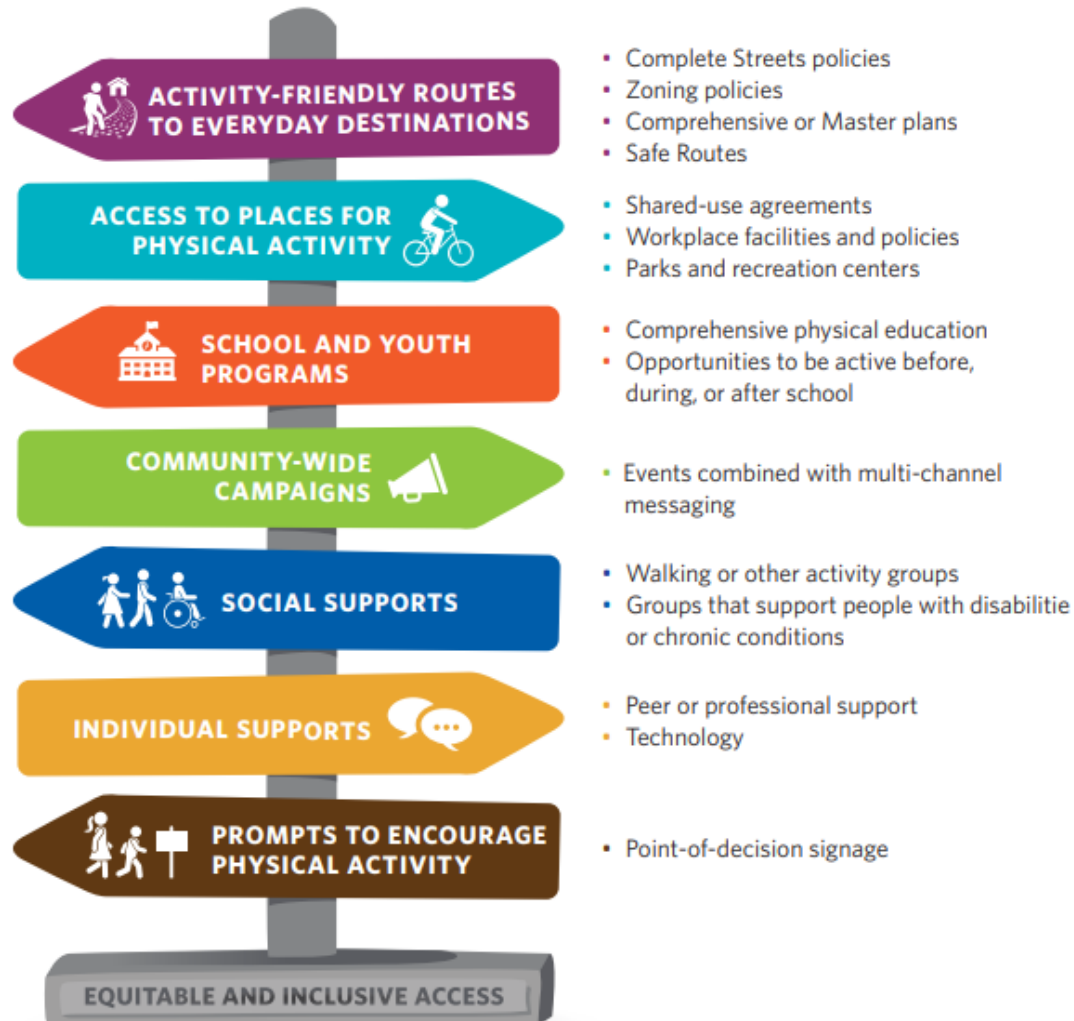 ACTIVITY-FRIENDLY ROUTES
TO EVERYDAY DESTINATIONS
• Complete Streets policies
• Zoning policies
• Comprehensive or Master plans
• Safe Routes
ACCESS TO PLACES FOR
PHYSICAL ACTIVITY
• Shared-use agreements
• Workplace facilities and policies
• Parks and recreation centers
SCHOOL AND YOUTH
PROGRAMS
• Comprehensive physical education
• Opportunities to be active before,
during, or after school
COMMUNITY-WIDE
CAMPAIGNS
• Events combined with multi-channel
messaging
SOCIAL SUPPORTS
• Walking or other activity groups
• Groups that support people with disabilitie
or chronic conditions
INDIVIDUAL SUPPORTS
• Peer or professional support
• Technology
PROMPTS TO ENCOURAGE
PHYSICAL ACTIVITY
• Point-of-decision signage
EQUITABLE AND INCLUSIVE ACCESS